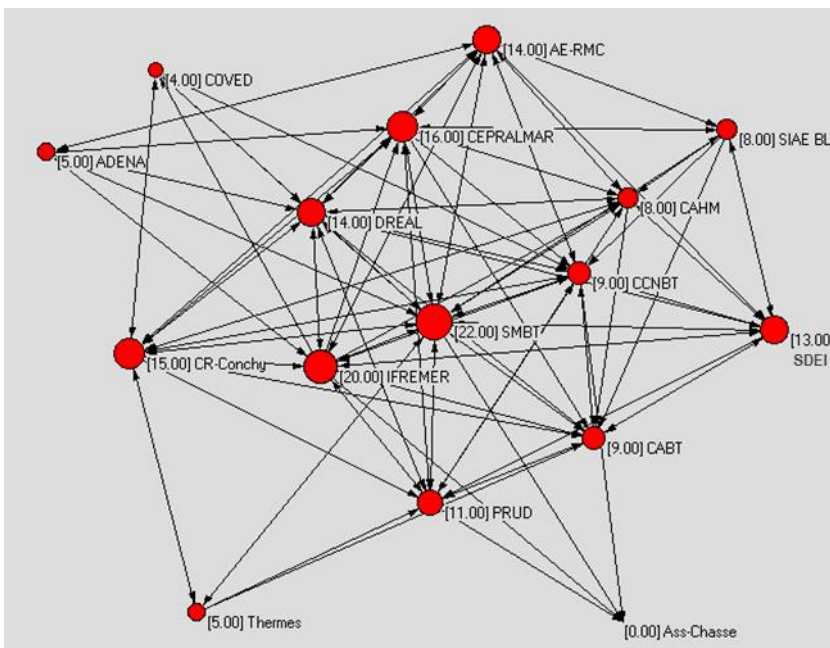 [14.00] AE-RMC
[4.00] COVED
[16.00] CEPRALMAR
[8.00] SIAE BL
[5.00] ADENA
[8.00] CAHM
[14.00] DREAL
[9.00] CCNBT
[22.00] SMBT
[13.00
SDEI
[15.00] CR-Conchy
[20.00] IFREMER
[9.00] CABT
[11.00] PRUD
[5.00] Thermes
[0.00] Ass-Chasse